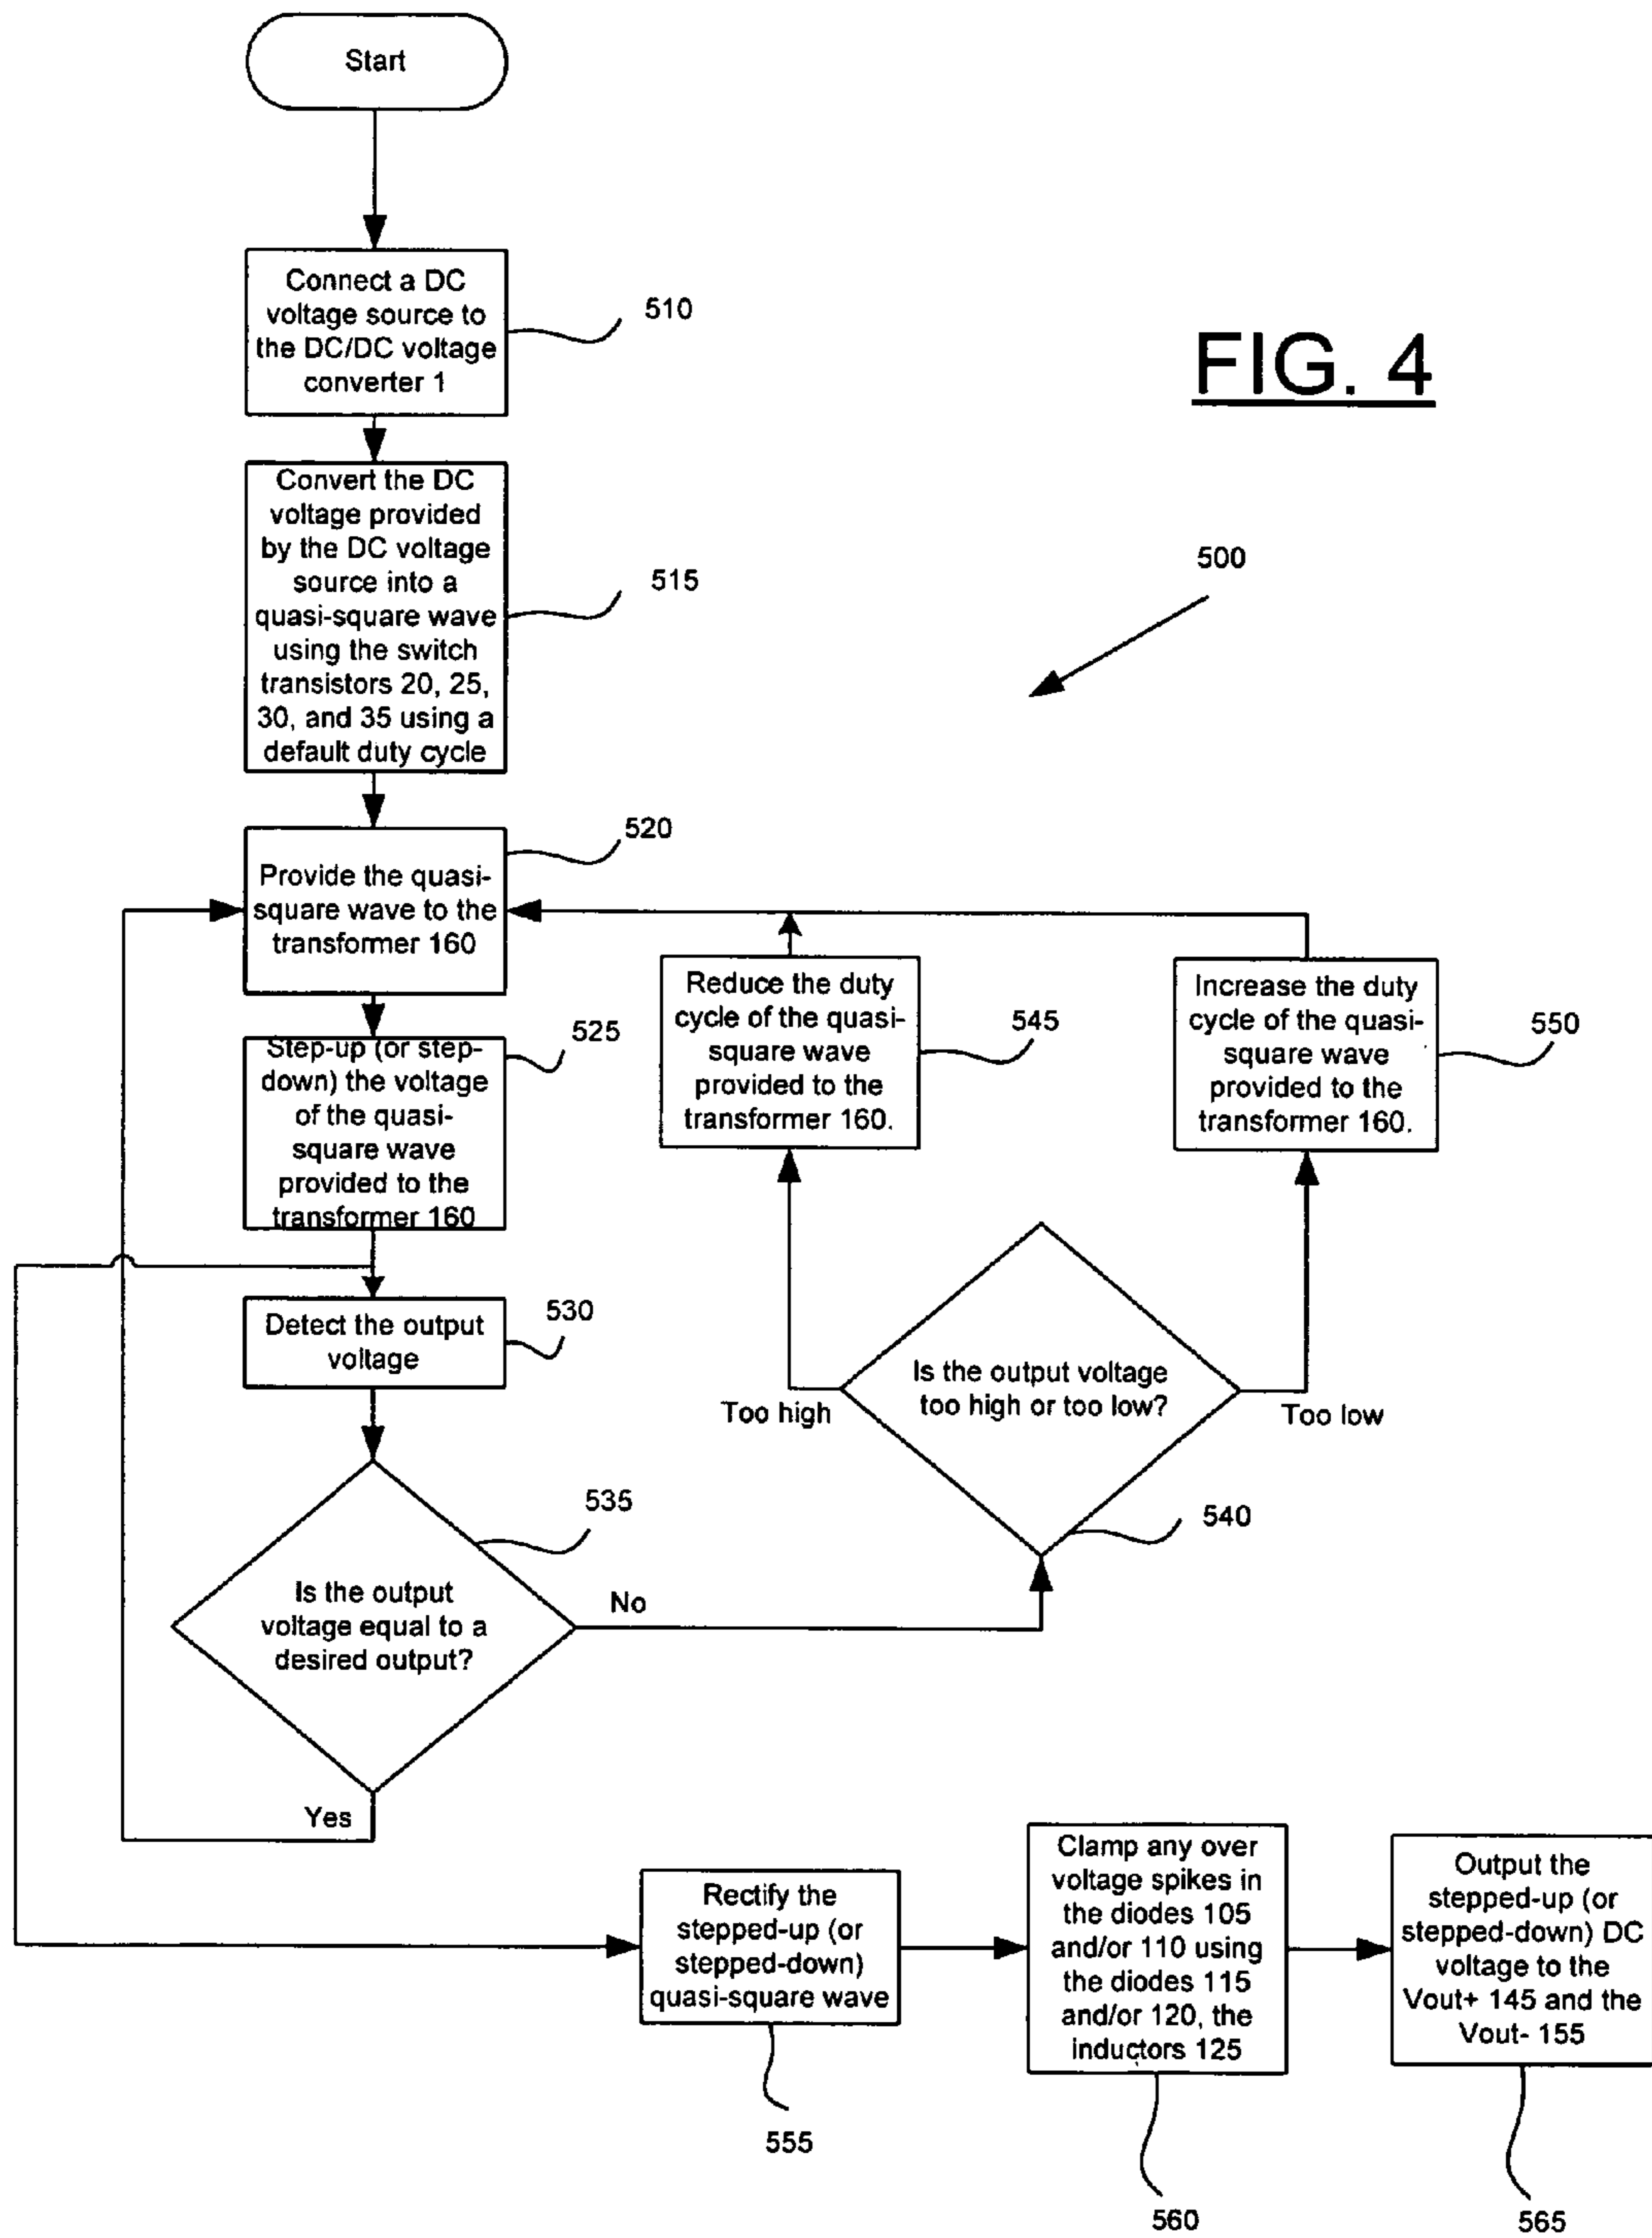 Start
Connect a DC
voltage source to
the DC/DC voltage
converter 1
510
FIG. 4
Convert the DC
voltage provided
by the DC voltage
source into a
quasi-square wave
using the switch
transistors 20, 25,
30, and 35 using a
default duty cycle
515
500
Provide the quasi-
square wave to the
transformer 160
520
Step-up (or step-
down) the voltage
of the quasi-
square wave
provided to the
transformer 160
525
Reduce the duty
cycle of the quasi-
square wave
provided to the
transformer 160.
545
Increase the duty
cycle of the quasi-
square wave
provided to the
transformer 160.
550
Detect the output
voltage
530
Is the output voltage
too high or too low?
Too high
Too low
540
Is the output
voltage equal to a
desired output?
535
No
Yes
Rectify the
stepped-up (or
stepped-down)
quasi-square wave
555
Clamp any over
voltage spikes in
the diodes 105
and/or 110 using
the diodes 115
and/or 120, the
inductors 125
560
Output the
stepped-up (or
stepped-down) DC
voltage to the
Vout+ 145 and the
Vout- 155
565